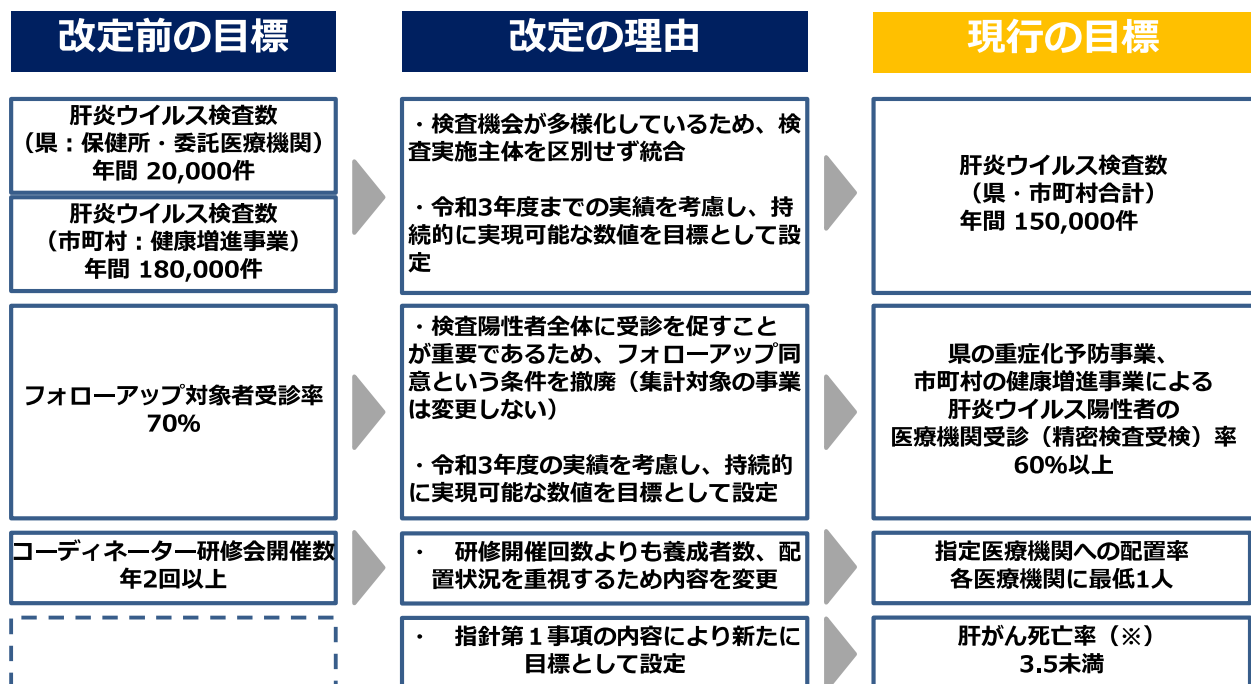 改定前の目標
改定の理由
現行の目標
肝炎ウイルス検査数
（県：保健所・委託医療機関）
年間 20,000件
肝炎ウイルス検査数
（市町村：健康増進事業）
年間 180,000件
・検査機会が多様化しているため、検
査実施主体を区別せず統合
・令和3年度までの実績を考慮し、持
続的に実現可能な数値を目標として設
定
肝炎ウイルス検査数
（県・市町村合計）
年間 150,000件
フォローアップ対象者受診率
70%
・検査陽性者全体に受診を促すこと
が重要であるため、フォローアップ同
意という条件を撤廃（集計対象の事業
は変更しない）
・令和3年度の実績を考慮し、持続的
に実現可能な数値を目標として設定
県の重症化予防事業、
市町村の健康増進事業による
肝炎ウイルス陽性者の
医療機関受診（精密検査受検）率
60%以上
コーディネーター研修会開催数
年2回以上
・ 研修開催回数よりも養成者数、配
置状況を重視するため内容を変更
指定医療機関への配置率
各医療機関に最低1人
・ 指針第１事項の内容により新たに
目標として設定
肝がん死亡率（※）
3.5未満